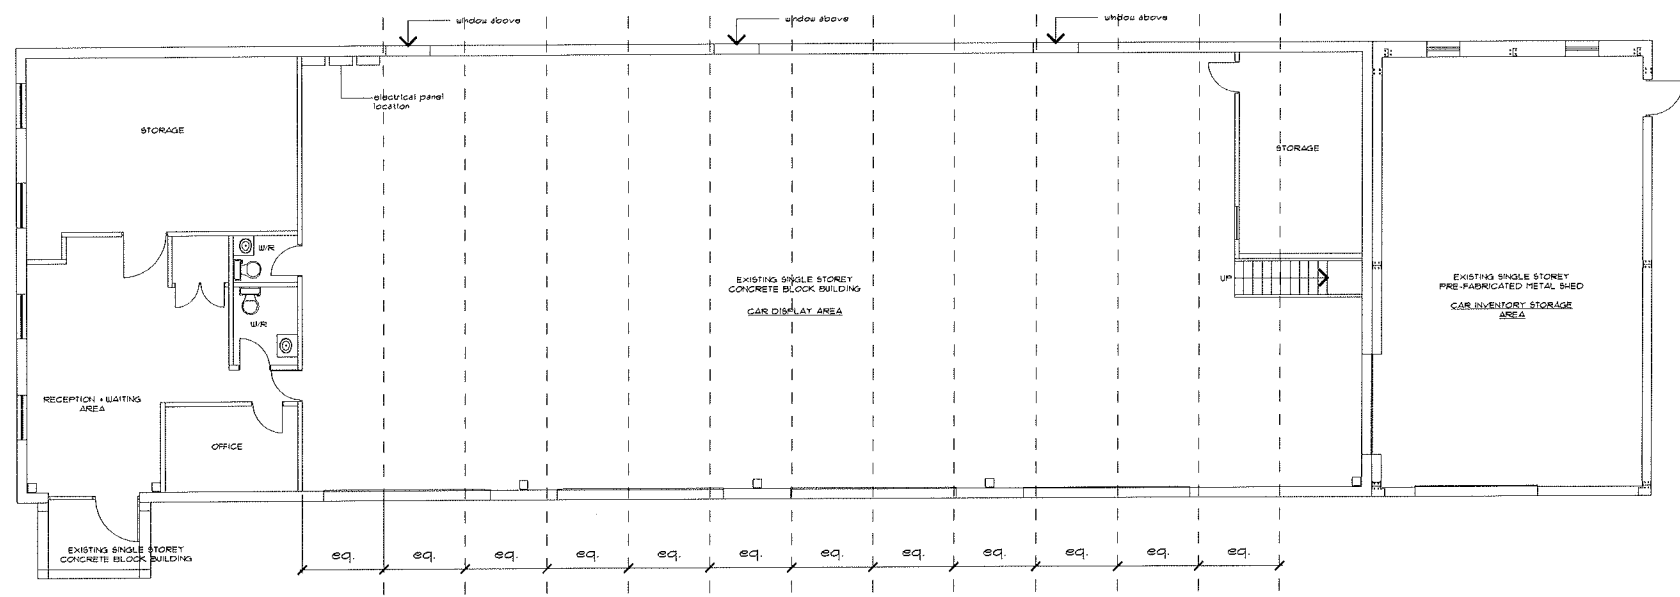 window above
window above
window above
electrical panel
location
STORAGE
STORAGE
W/R
EXISTING SINGLE STOREY
CONCRETE BLOCK BUILDING
CAR DISPLAY AREA
UP
EXISTING SINGLE STOREY
PRE-FABRICATED METAL SHED
CAR INVENTORY STORAGE
AREA
W/R
RECEPTION + WAITING
AREA
OFFICE
EXISTING SINGLE STOREY
CONCRETE BLOCK BUILDING
eq. eq. eq. eq. eq. eq. eq. eq. eq. eq. eq. eq.